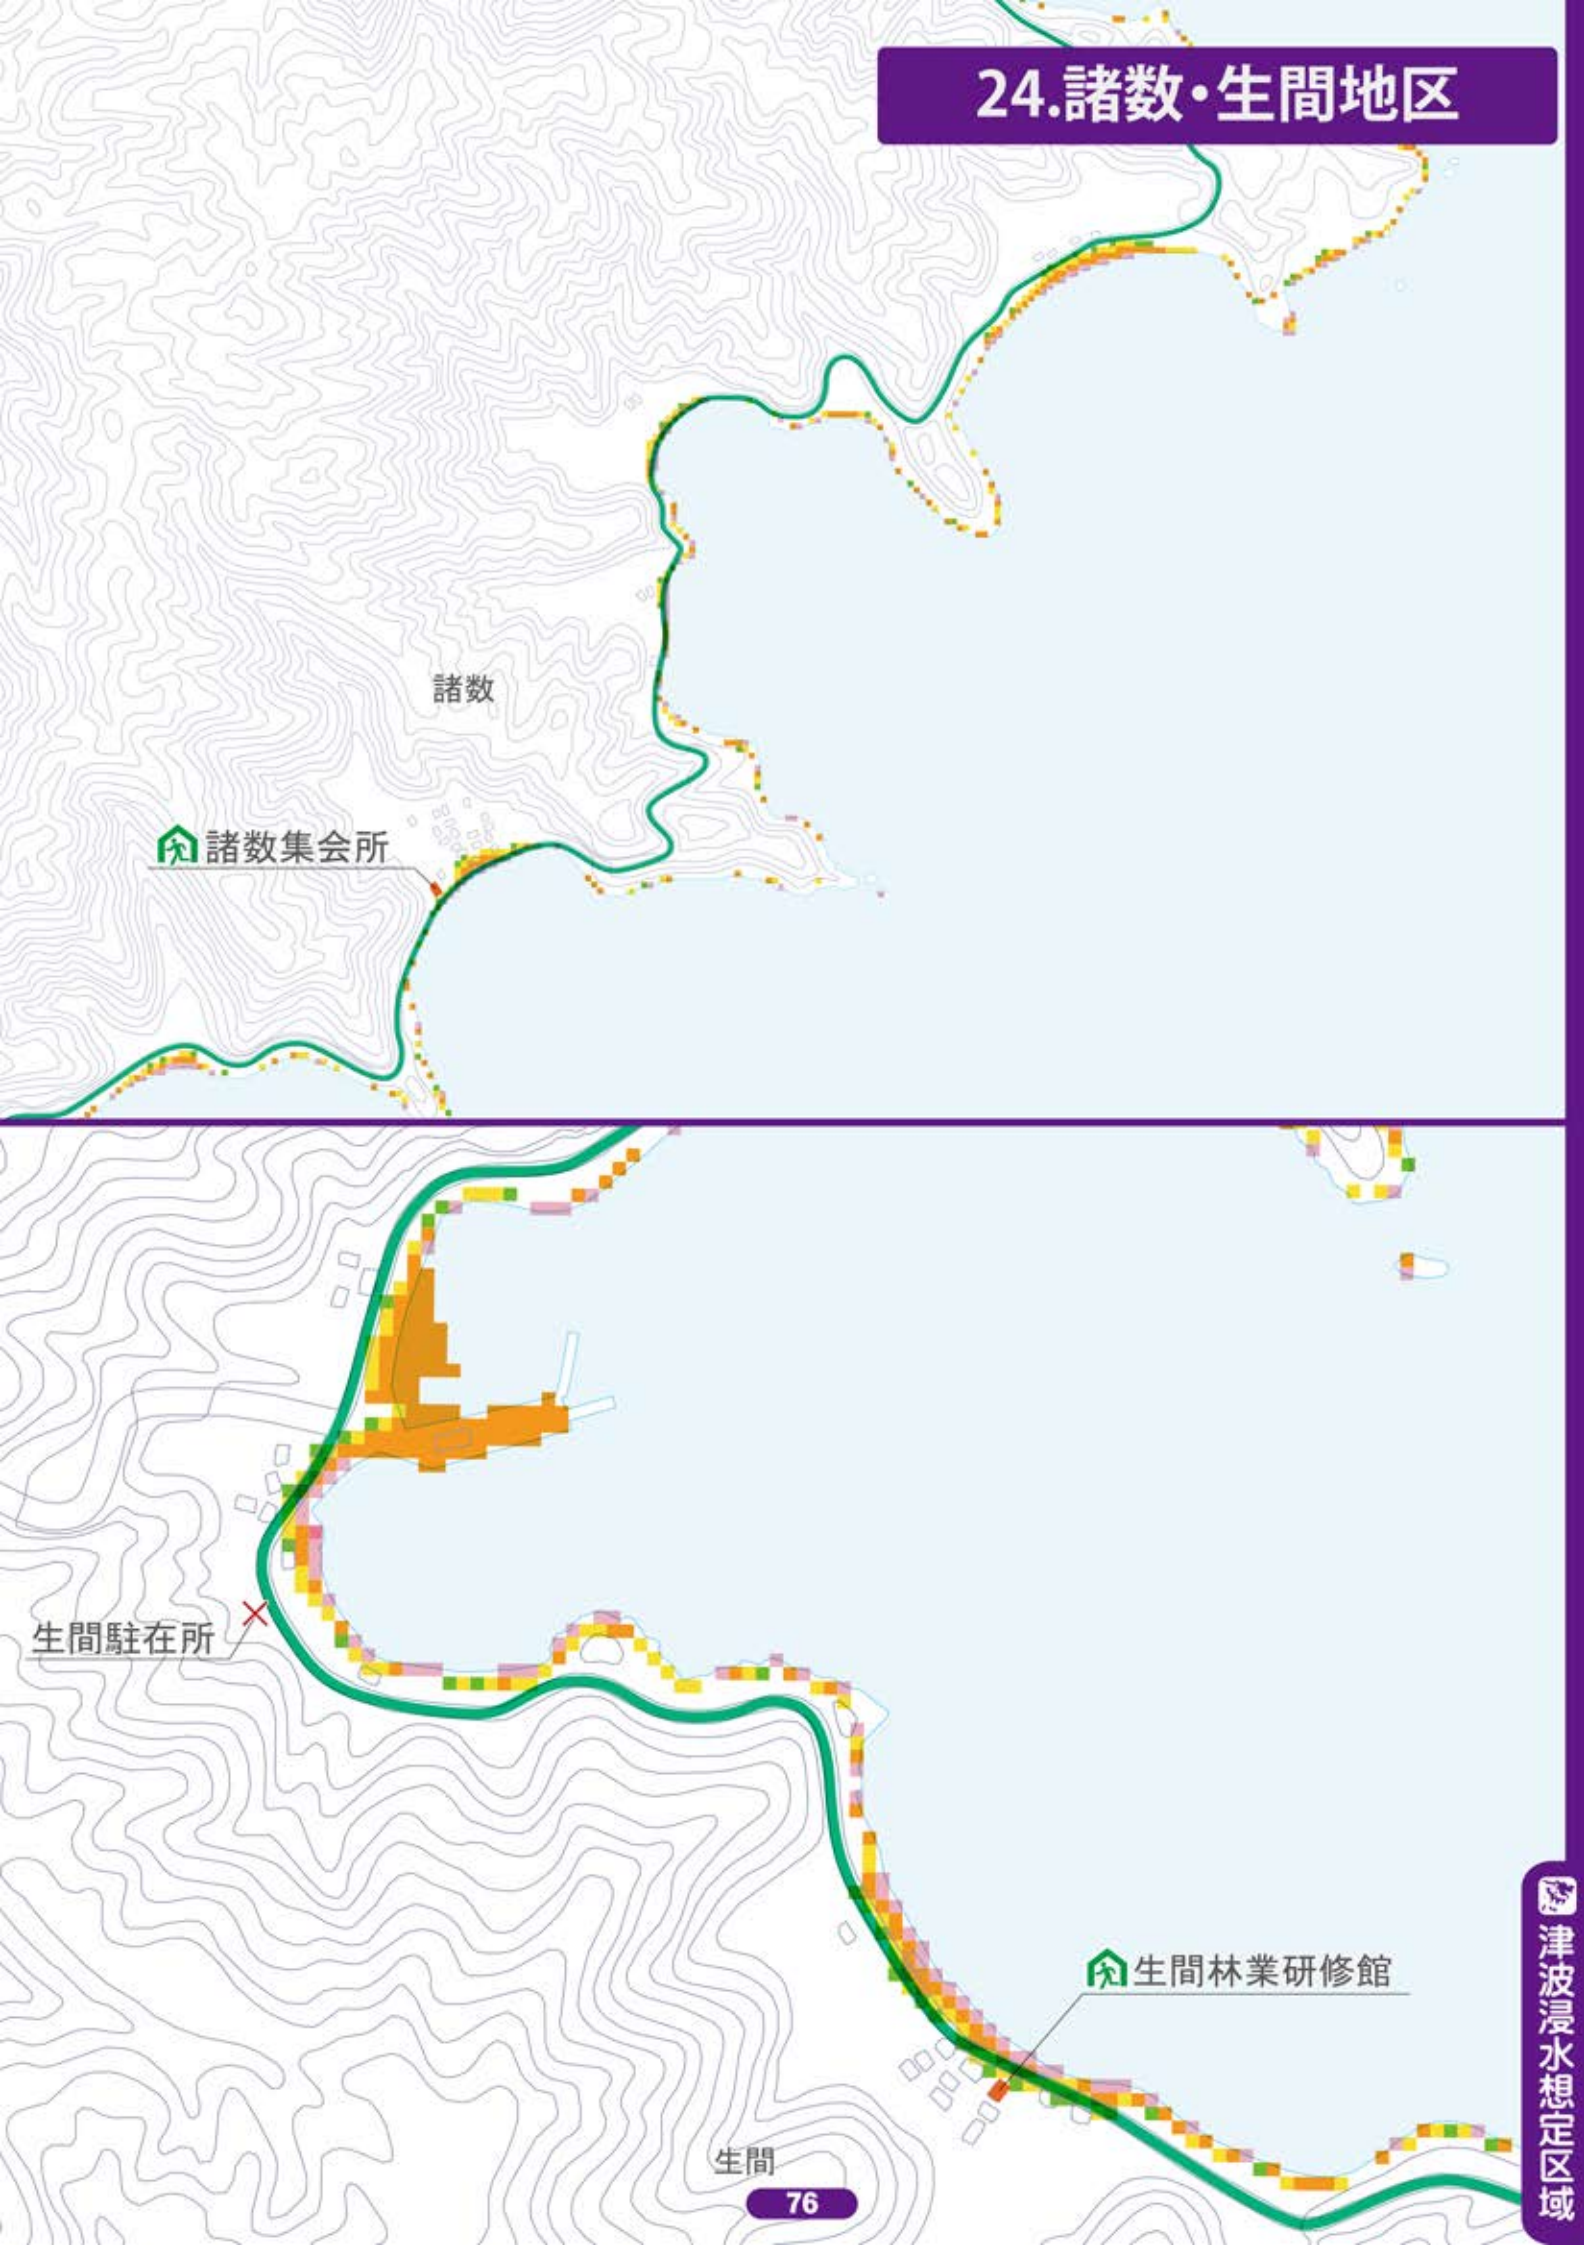 24.諸数・生間地区
諸数
諸数集会所
生間駐在所
生間林業研修館
生間
76
津波浸水想定区域